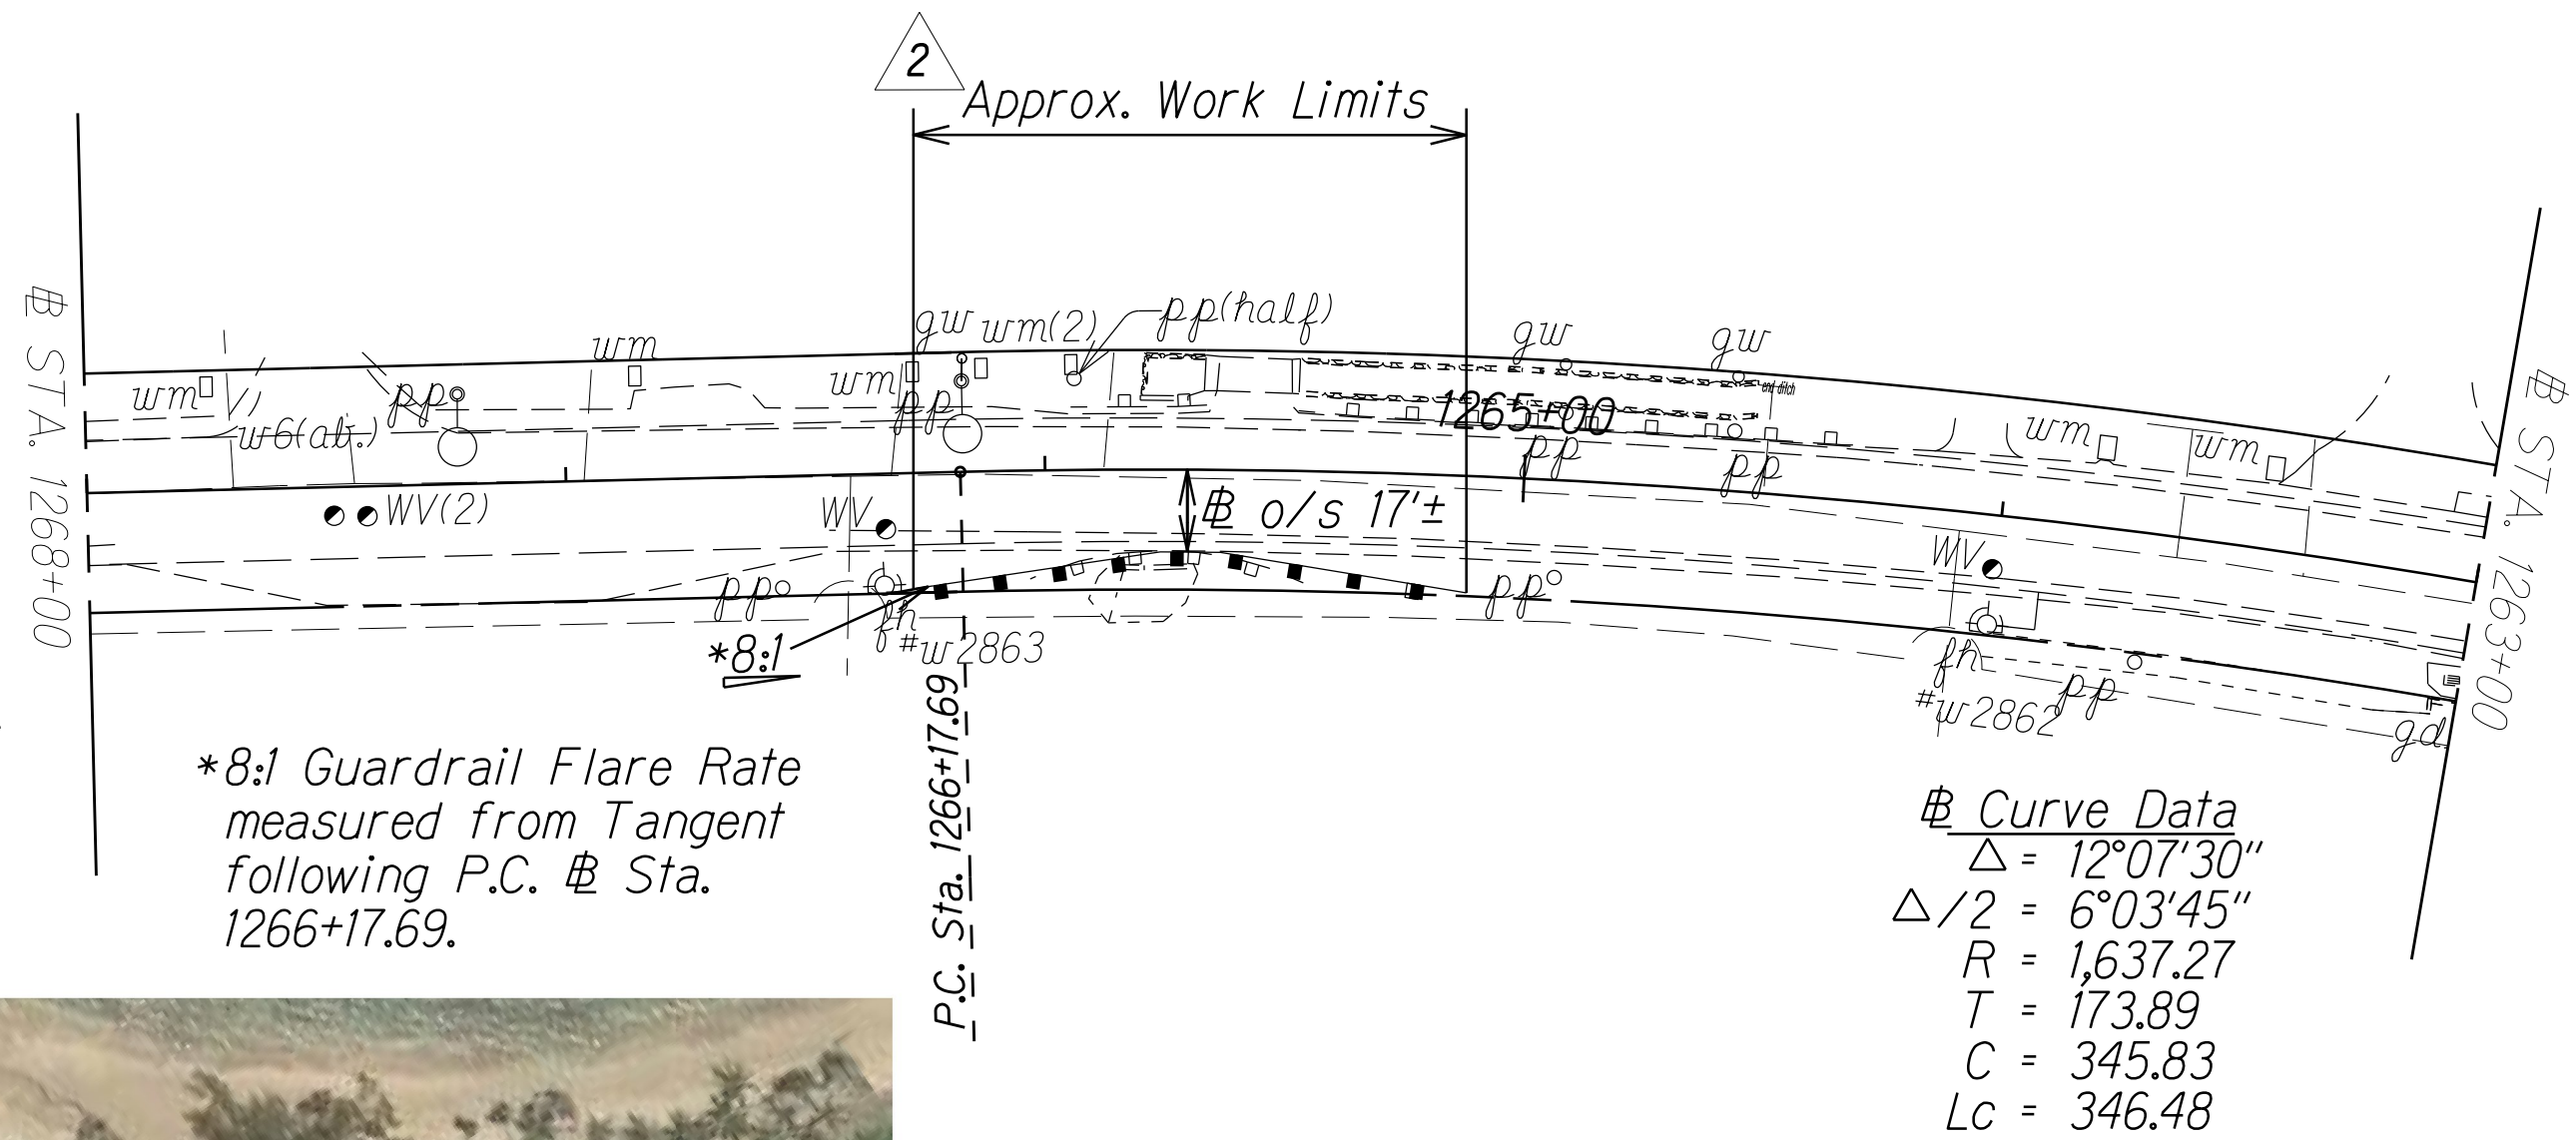 2
Approx. Work Limits
℄ STA. 1268+00
℄ STA. 1263+00
wm
gw
wm(2)
pp(half)
gw
gw
wm
pp
wm
pp
end ditch
1265+00
w6(ab.)
pp
pp
wm
wm
WV(2)
WV
℄ o/s 17'±
WV
pp
fh
#w2863
pp
*8:1
fh
#w2862
pp
gd
P.C. Sta. 1266+17.69
*8:1 Guardrail Flare Rate
measured from Tangent
following P.C. ℄ Sta.
1266+17.69.
℄ Curve Data
△ = 12°07'30"
△/2 = 6°03'45"
R = 1,637.27
T = 173.89
C = 345.83
Lc = 346.48